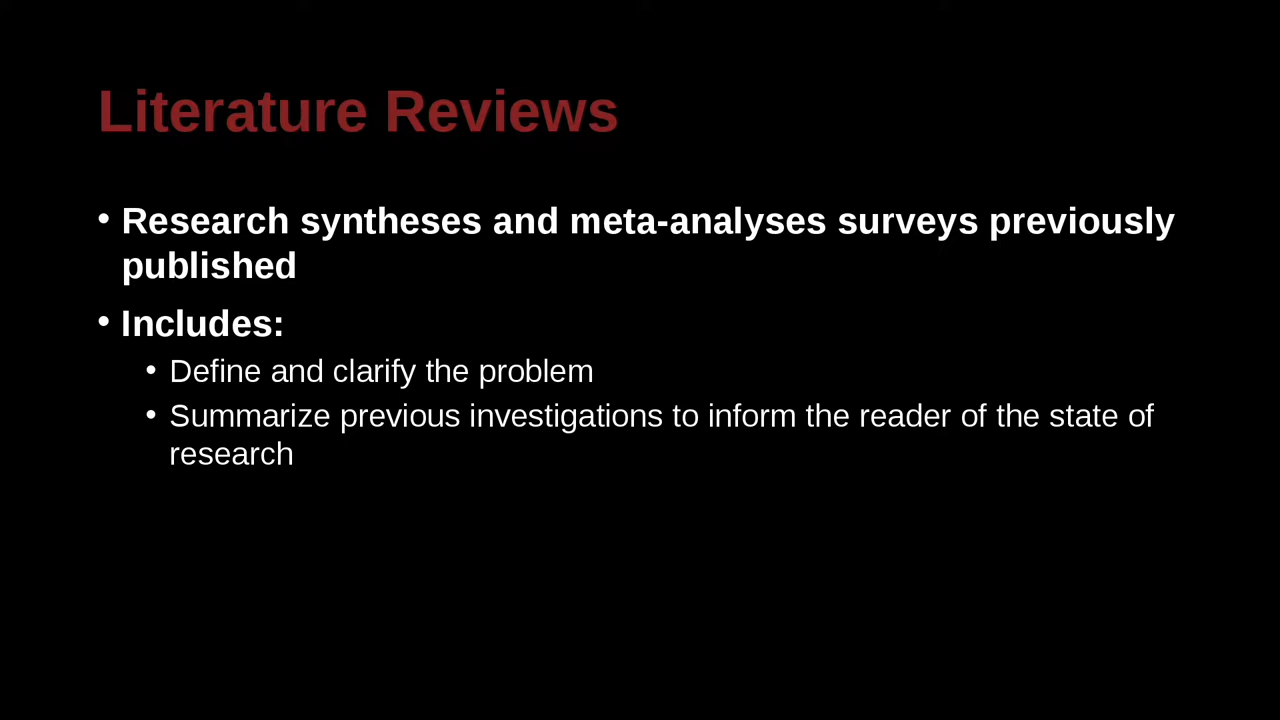 Literature Reviews
• Research syntheses and meta-analyses surveys previously
published
• Includes:
• Define and clarify the problem
• Summarize previous investigations to inform the reader of the state of
research